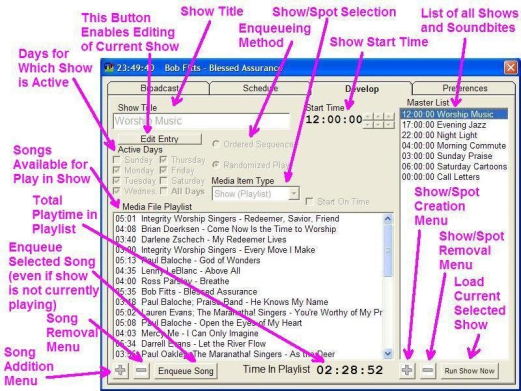 This Button
Enables Editing
of Current Show
Show Title
Show/Spot Selection
Enqueueing
Method
Show Start Time
List of all Shows
and Soundbites
Days for
Which Show
is Active
23:49:43 Bob Fitts - Blessed Assurance
Broadcast
Schedule
Develop
Preferences
Show Title
Worship Music
Start Time
12:00:00
Master List
12:00:00 Worship Music
17:00:00 Evening Jazz
22:00:00 Night Light
04:00:00 Morning Commute
03:00:00 Sunday Praise
06:00:00 Saturday Cartoons
00:00:00 Call Letters
Edit Entry
Active Days
Sunday
Thursday
Monday
Friday
Tuesday
Saturday
Wednes
All Days
Ordered Sequence
Randomized Play
Media Item Type
Show (Playlist)
Start On Time
Songs
Available for
Play in Show
Total
Playtime in
Playlist
Enqueue
Selected Song
(even if show
is not currently
playing)
Song
Removal
Menu
Song
Addition
Menu
Media File Playlist
05:01 Integrity Worship Singers - Redeemer, Savior, Friend
04:08 Brian Doerksen - Come Now Is the Time to Worship
03:40 Darlene Zschech - My Redeemer Lives
03:00 Integrity Worship Singers - Every Move I Make
05:13 Paul Baloche - God of Wonders
04:35 Lenny LeBlanc - Above All
04:00 Ross Parsley - Breathe
05:35 Bob Fitts - Blessed Assurance
03:48 Paul Baloche; Praise Band - He Knows My Name
05:02 Lauren Evans; The Maranatha! Singers - You're Worthy of My Pr
05:08 Paul Baloche - Open the Eyes of My Heart
04:03 Mercy Me - I Can Only Imagine
05:34 Darrell Evans - Let the River Flow
Paul Oakley; The Maranatha! Singers - As the Deer
Show/Spot
Creation
Menu
Show/Spot
Removal
Menu
Load
Current
Selected
Show
+
-
Enqueue Song
Time In Playlist
02:28:52
+
-
Run Show Now